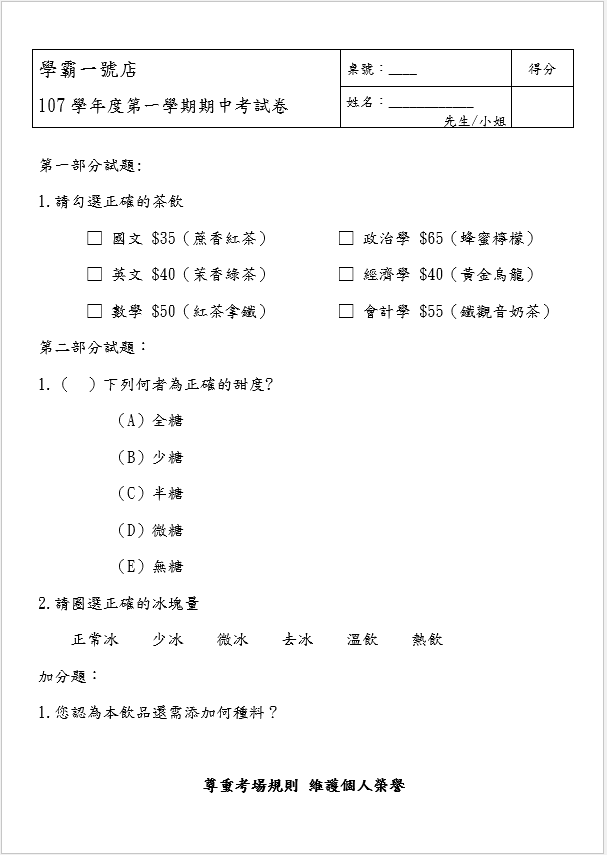 學霸一號店
107 學年度第一學期期中考試卷
桌號：____
得分
姓名：____________
先生/小姐
第一部分試題:
1.請勾選正確的茶飲
□ 國文 $35（蔗香紅茶） □ 政治學 $65（蜂蜜檸檬）
□ 英文 $40（茉香綠茶） □ 經濟學 $40（黃金烏龍）
□ 數學 $50（紅茶拿鐵） □ 會計學 $55（鐵觀音奶茶）
第二部分試題：
1.（ ）下列何者為正確的甜度?
（A）全糖
（B）少糖
（C）半糖
（D）微糖
（E）無糖
2.請圈選正確的冰塊量
正常冰 少冰 微冰 去冰 溫飲 熱飲
加分題：
1.您認為本飲品還需添加何種料？
尊重考場規則 維護個人榮譽